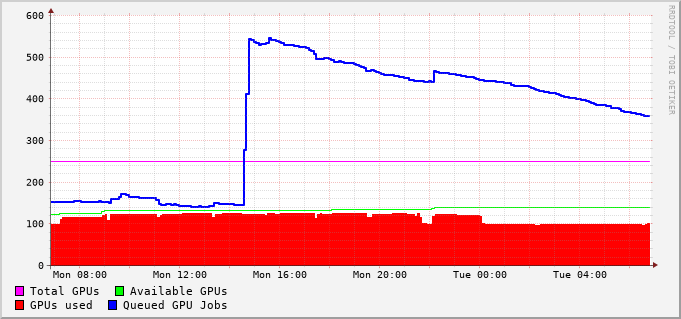 600
500
400
300
200
100
0
Mon 08:00 Mon 12:00 Mon 16:00 Mon 20:00 Tue 00:00 Tue 04:00
Total GPUs Available GPUs
GPUs used Queued GPU Jobs
RRDTOOL / TOBI OETIKER